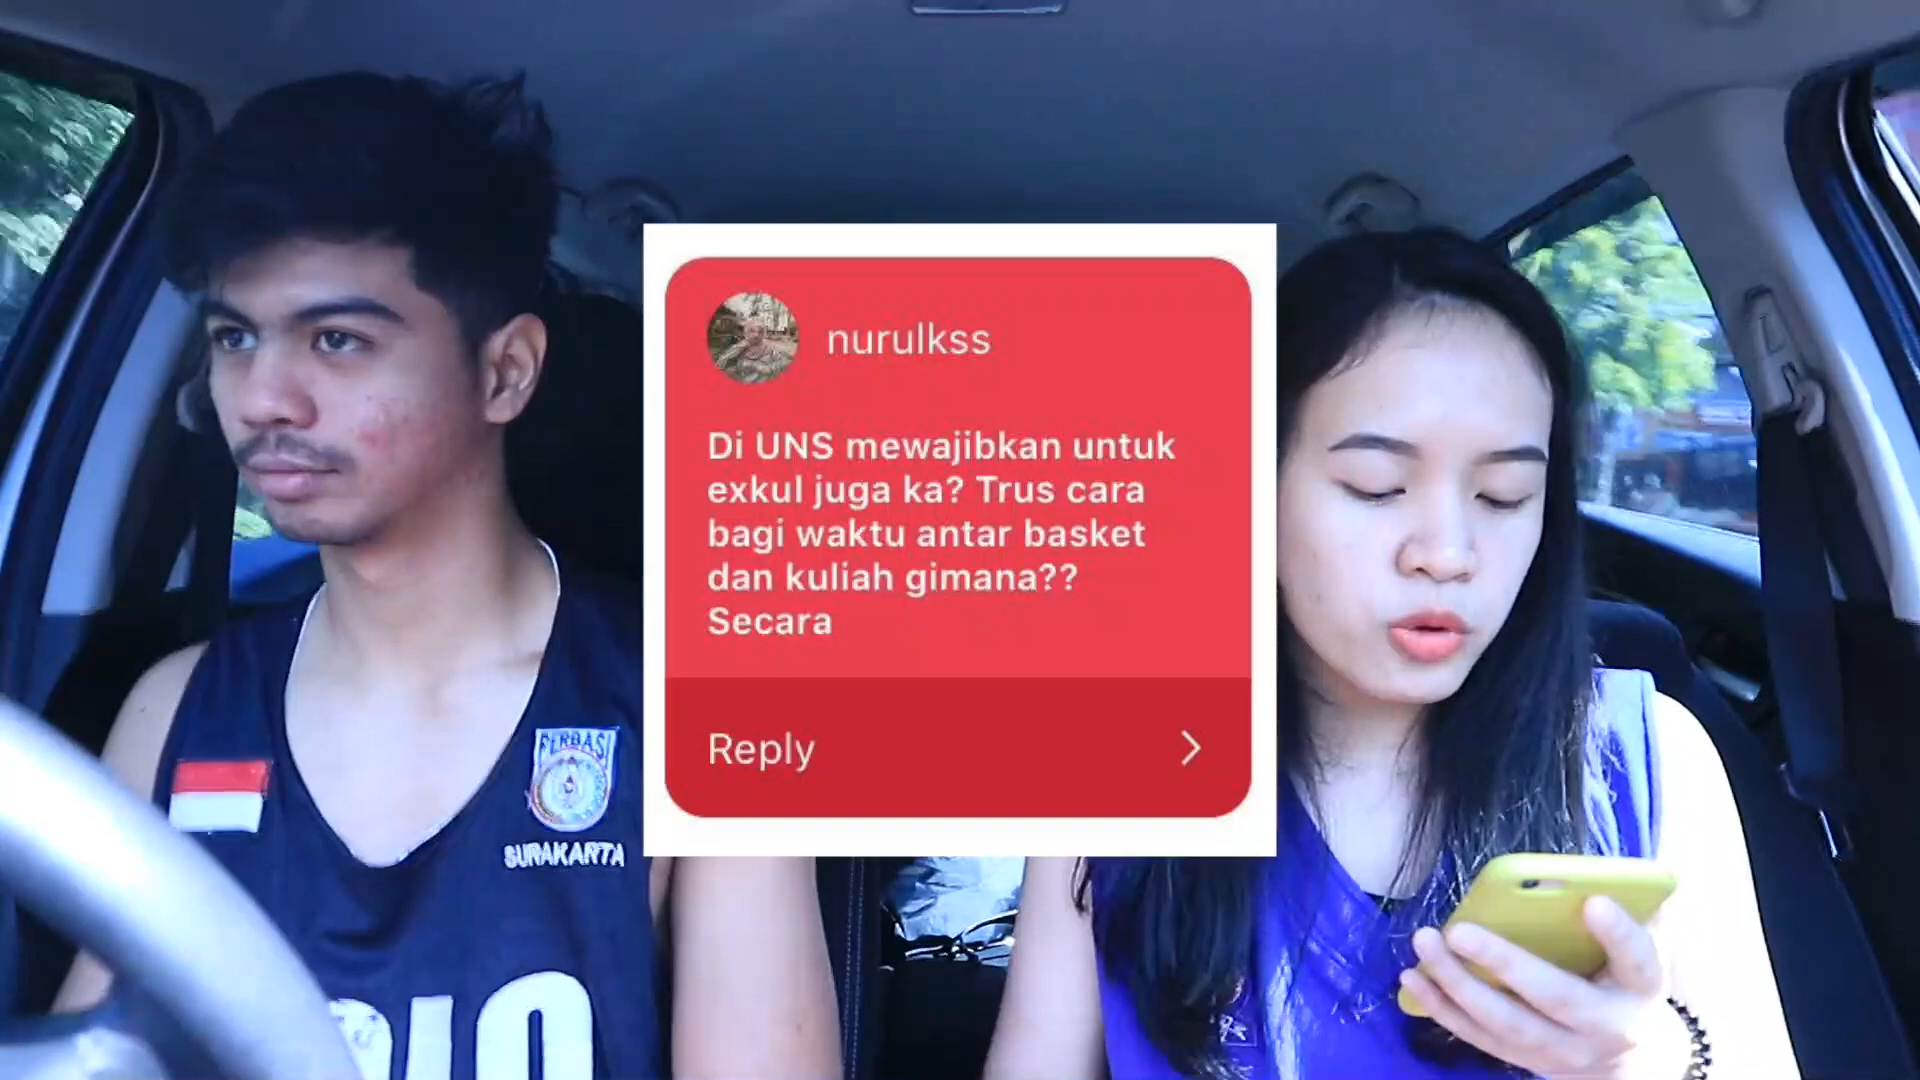 nurulkss
Di UNS mewajibkan untuk
exkul juga ka? Trus cara
bagi waktu antar basket
dan kuliah gimana??
Secara
Reply
PERBASI
SURAKARTA